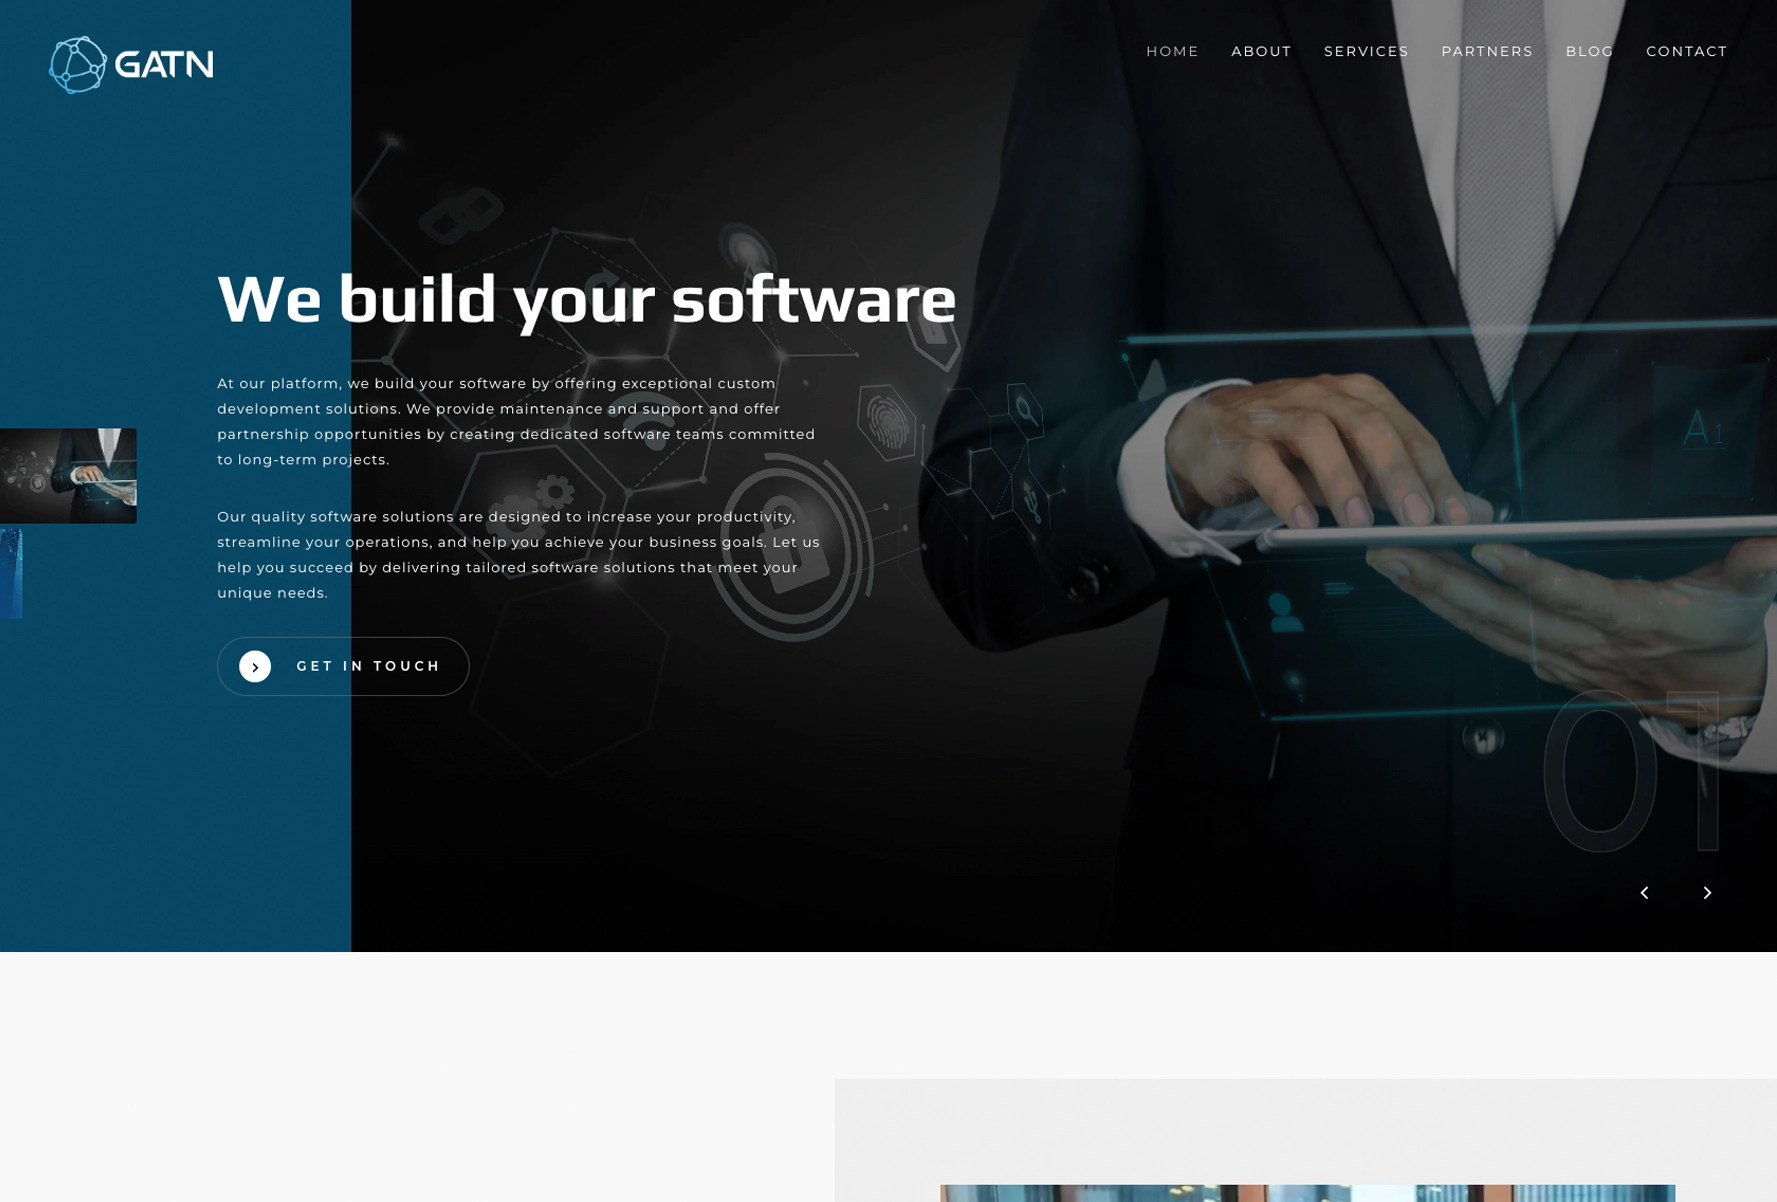 GATN
HOME ABOUT SERVICES PARTNERS BLOG CONTACT
We build your software
At our platform, we build your software by offering exceptional custom
development solutions. We provide maintenance and support and offer
partnership opportunities by creating dedicated software teams committed
to long-term projects.
Our quality software solutions are designed to increase your productivity,
streamline your operations, and help you achieve your business goals. Let us
help you succeed by delivering tailored software solutions that meet your
unique needs.
GET IN TOUCH
AI
01